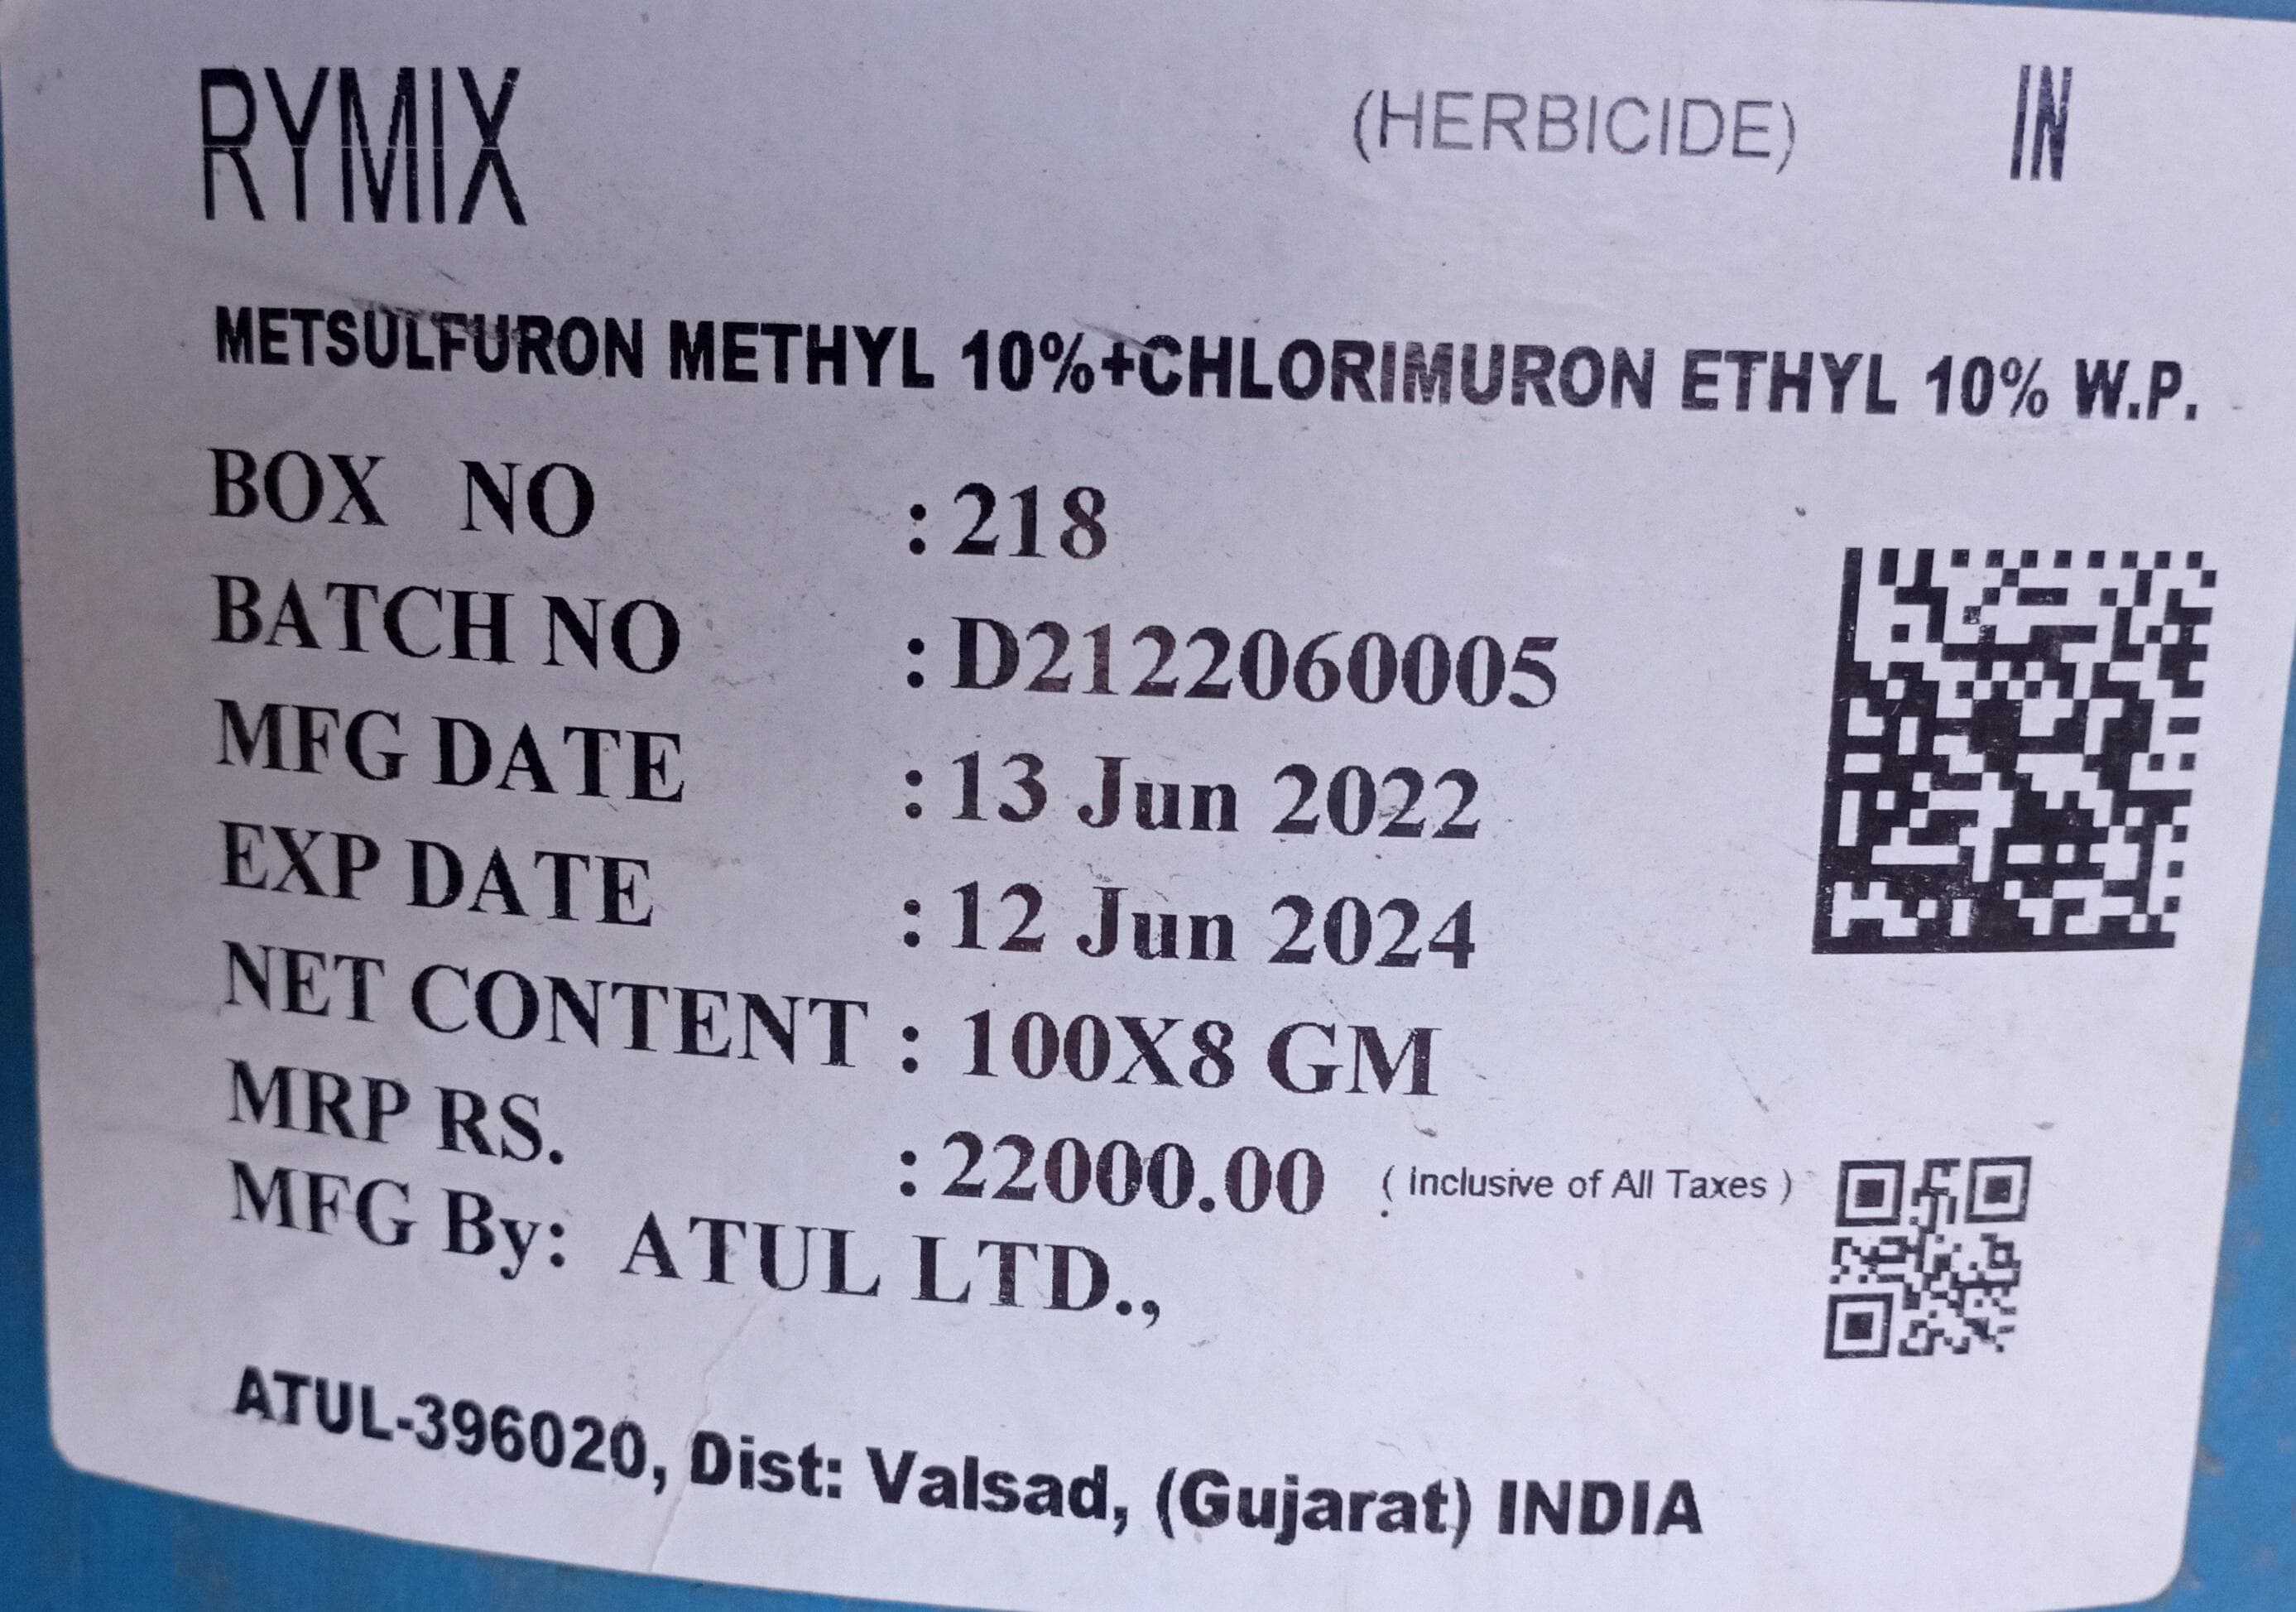 RYMIX (HERBICIDE) IN
METSULFURON METHYL 10%+CHLORIMURON ETHYL 10% W.P.
BOX NO : 218
BATCH NO : D2122060005
MFG DATE : 13 Jun 2022
EXP DATE : 12 Jun 2024
NET CONTENT : 100X8 GM
MRP RS. : 22000.00 ( Inclusive of All Taxes )
MFG By: ATUL LTD.,
ATUL-396020, Dist: Valsad, (Gujarat) INDIA